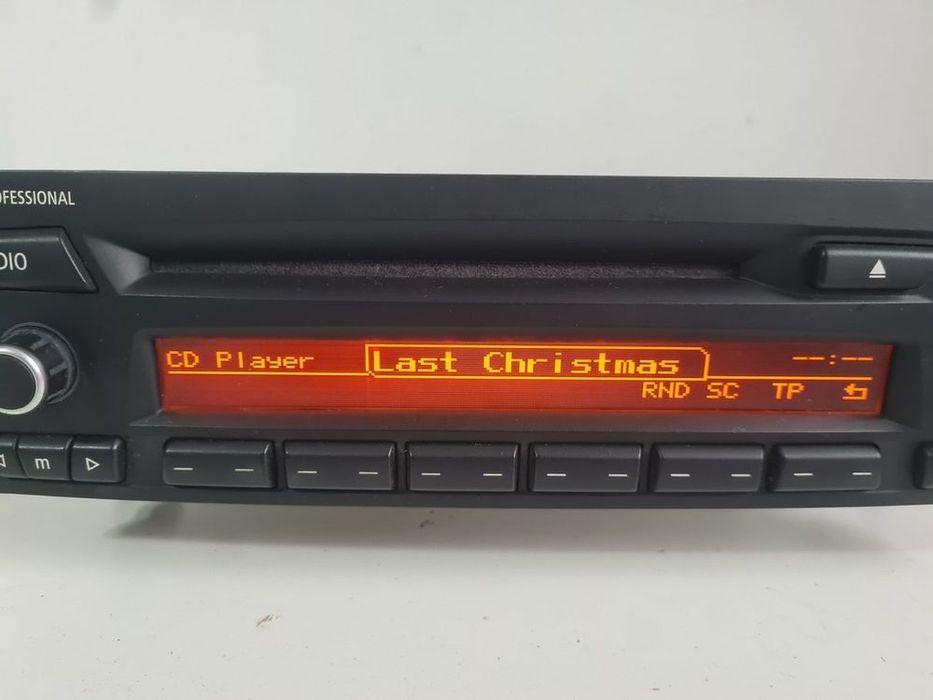 OFESSIONAL
DIO
CD Player Last Christmas --:--
RND SC TP
m